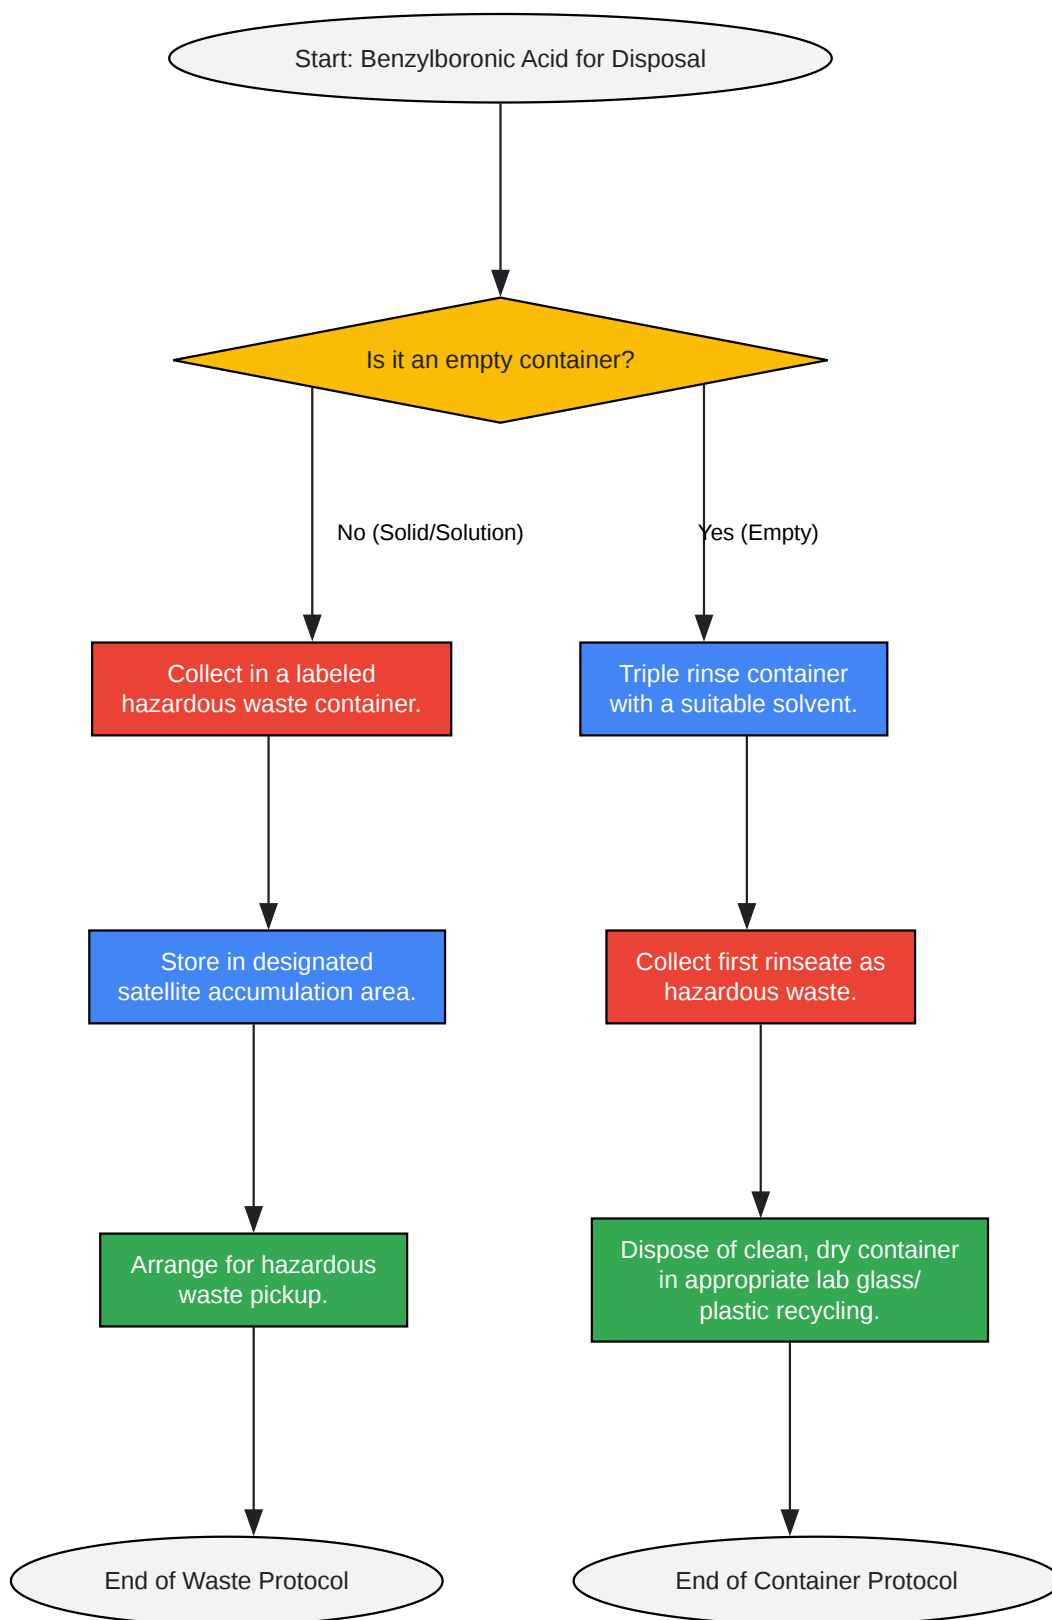 Start: Benzylboronic Acid for Disposal
Is it an empty container?
No (Solid/Solution)
Yes (Empty)
Collect in a labeled
hazardous waste container.
Triple rinse container
with a suitable solvent.
Store in designated
satellite accumulation area.
Collect first rinseate as
hazardous waste.
Arrange for hazardous
waste pickup.
Dispose of clean, dry container
in appropriate lab glass/
plastic recycling.
End of Waste Protocol
End of Container Protocol